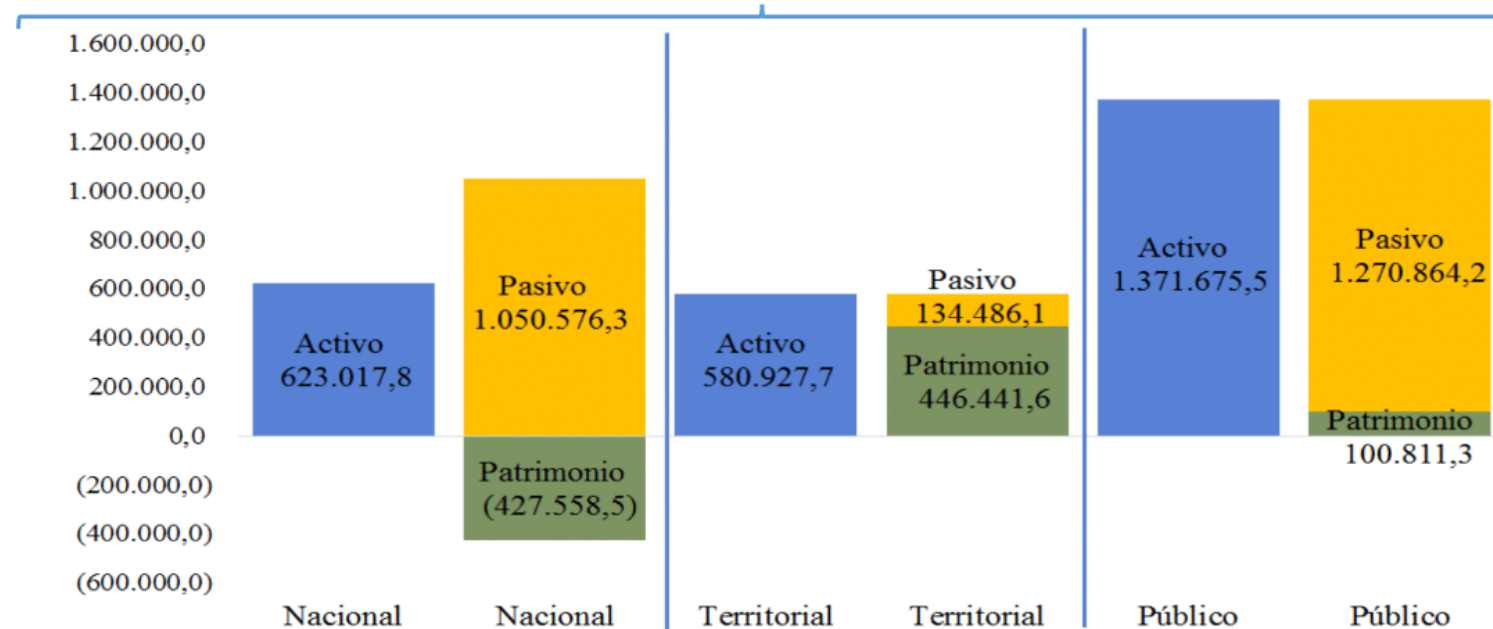 1.600.000,0
1.400.000,0
1.200.000,0
1.000.000,0
800.000,0
600.000,0
400.000,0
200.000,0
0,0
(200.000,0)
(400.000,0)
(600.000,0)
Activo
623.017,8
Pasivo
1.050.576,3
Patrimonio
(427.558,5)
Activo
580.927,7
Pasivo
134.486,1
Patrimonio
446.441,6
Activo
1.371.675,5
Pasivo
1.270.864,2
Patrimonio
100.811,3
Nacional Nacional Territorial Territorial Público Público